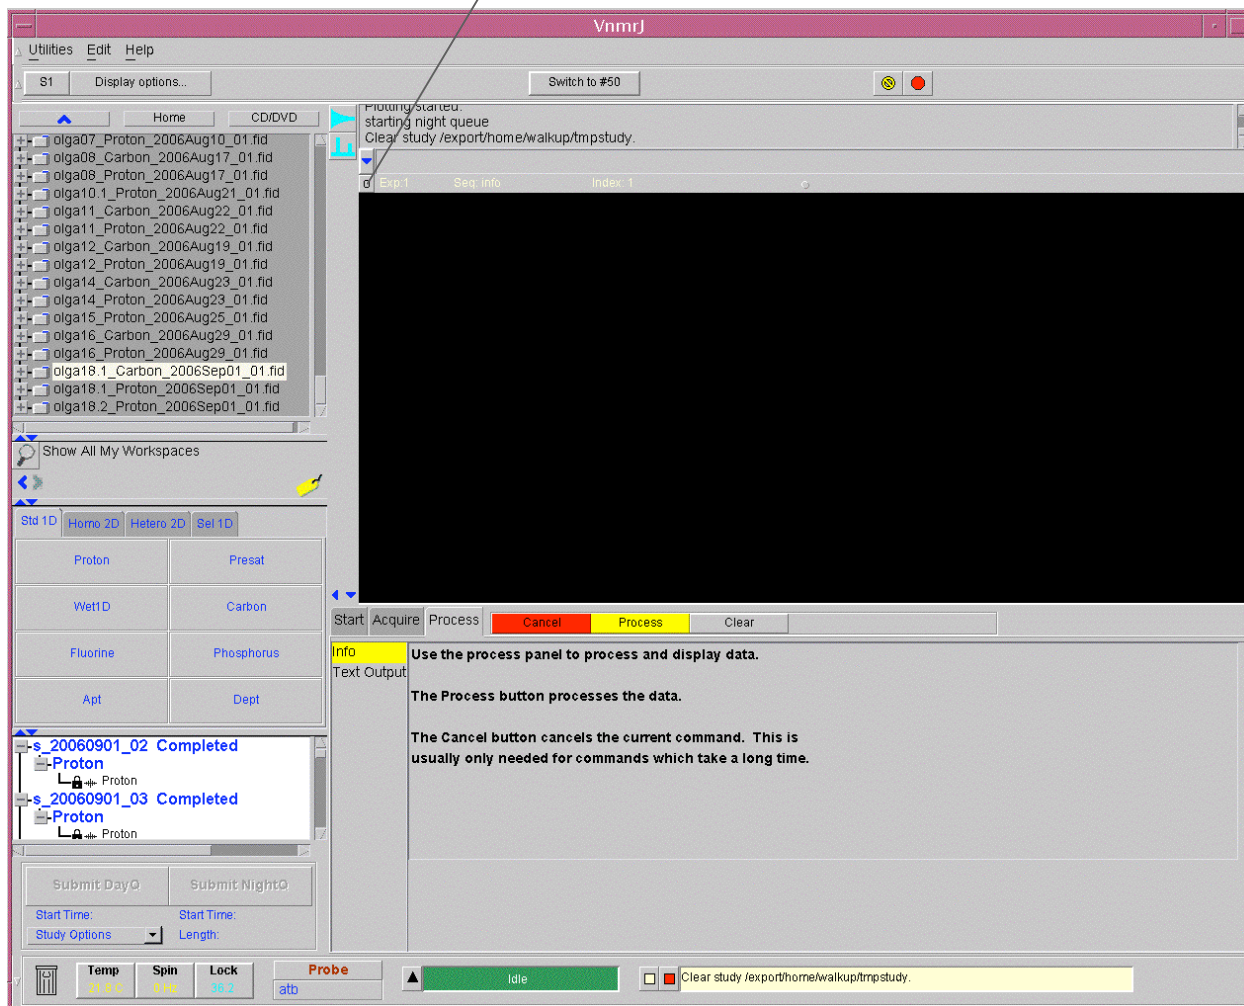 VnmrJ
Utilities Edit Help
S1 Display options... Switch to #50
Home CD/DVD
Plotting started.
starting night queue
Clear study /export/home/walkup/tmpstudy.
Exp:1 Seq: info Index: 1
olga07_Proton_2006Aug10_01.fid
olga08_Carbon_2006Aug17_01.fid
olga08_Proton_2006Aug17_01.fid
olga10.1_Proton_2006Aug21_01.fid
olga11_Carbon_2006Aug22_01.fid
olga11_Proton_2006Aug22_01.fid
olga12_Carbon_2006Aug19_01.fid
olga12_Proton_2006Aug19_01.fid
olga14_Carbon_2006Aug23_01.fid
olga14_Proton_2006Aug23_01.fid
olga15_Proton_2006Aug25_01.fid
olga16_Carbon_2006Aug29_01.fid
olga16_Proton_2006Aug29_01.fid
olga18.1_Carbon_2006Sep01_01.fid
olga18.1_Proton_2006Sep01_01.fid
olga18.2_Proton_2006Sep01_01.fid
Show All My Workspaces
Std 1D Homo 2D Hetero 2D Sel 1D
Proton Presat
Wet1D Carbon
Fluorine Phosphorus
Apt Dept
s_20060901_02 Completed
Proton
Proton
s_20060901_03 Completed
Proton
Proton
Submit DayQ Submit NightQ
Start Time: Start Time:
Study Options Length:
Start Acquire Process Cancel Process Clear
Info
Text Output
Use the process panel to process and display data.
The Process button processes the data.
The Cancel button cancels the current command. This is
usually only needed for commands which take a long time.
Temp Spin Lock Probe
21.8 C 0 Hz 36.2 atb
Idle
Clear study /export/home/walkup/tmpstudy.